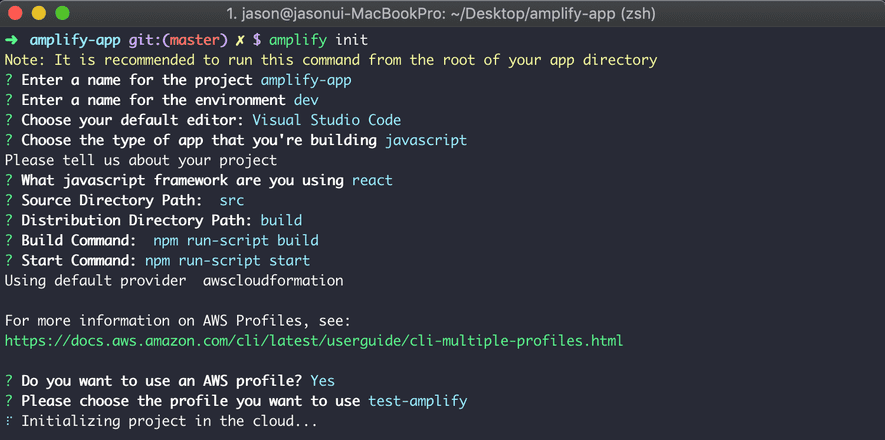 1. jason@jasonui-MacBookPro: ~/Desktop/amplify-app (zsh)
➜ amplify-app git:(master) ✗ $ amplify init
Note: It is recommended to run this command from the root of your app directory
? Enter a name for the project amplify-app
? Enter a name for the environment dev
? Choose your default editor: Visual Studio Code
? Choose the type of app that you're building javascript
Please tell us about your project
? What javascript framework are you using react
? Source Directory Path:  src
? Distribution Directory Path: build
? Build Command:  npm run-script build
? Start Command: npm run-script start
Using default provider  awscloudformation
For more information on AWS Profiles, see:
https://docs.aws.amazon.com/cli/latest/userguide/cli-multiple-profiles.html
? Do you want to use an AWS profile? Yes
? Please choose the profile you want to use test-amplify
⠏ Initializing project in the cloud...